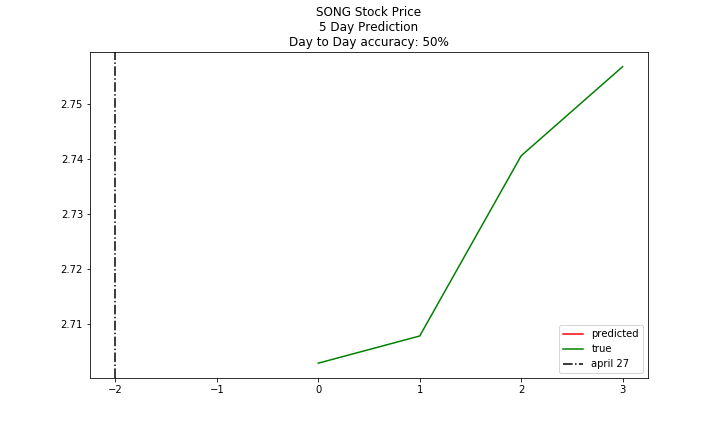 SONG Stock Price
5 Day Prediction
Day to Day accuracy: 50%
2.75
2.74
2.73
2.72
2.71
−2 −1 0 1 2 3
predicted
true
april 27